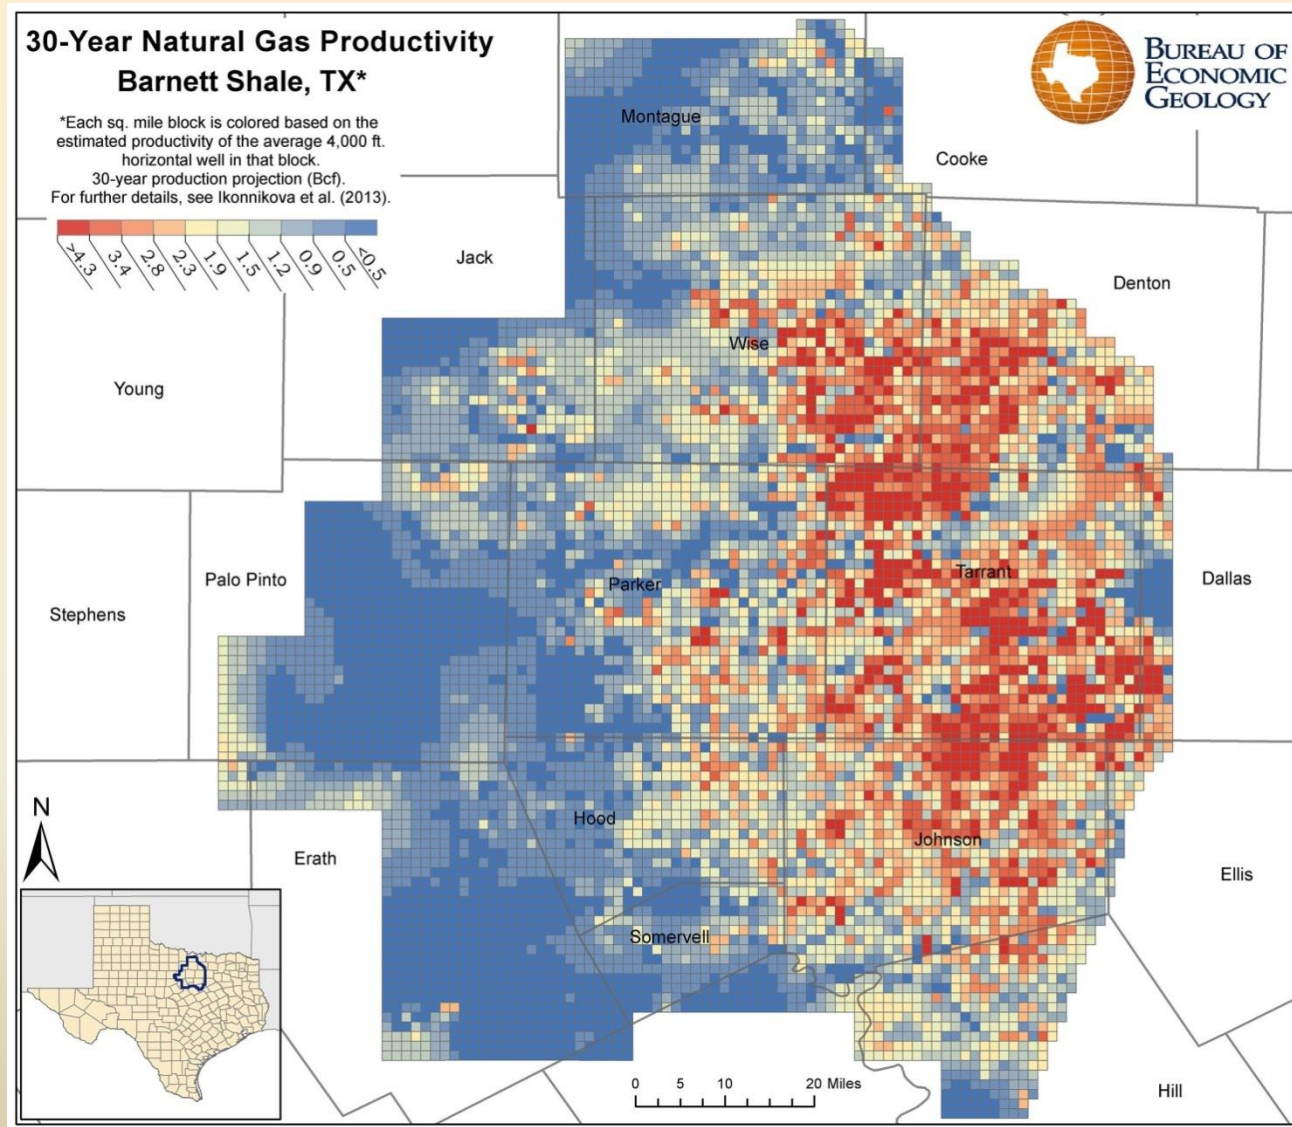 30-Year Natural Gas Productivity
Barnett Shale, TX*
*Each sq. mile block is colored based on the
estimated productivity of the average 4,000 ft.
horizontal well in that block.
30-year production projection (Bcf).
For further details, see Ikonnikova et al. (2013).
>4.3 3.4 2.8 2.3 1.9 1.5 1.2 0.9 0.5 <0.5
BUREAU OF
ECONOMIC
GEOLOGY
Montague
Cooke
Jack
Denton
Wise
Young
Tarrant
Palo Pinto
Parker
Dallas
Stephens
Hood
Johnson
Erath
Ellis
Somervell
Hill
N
0 5 10 20 Miles